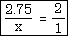 2.75/x = 2/1